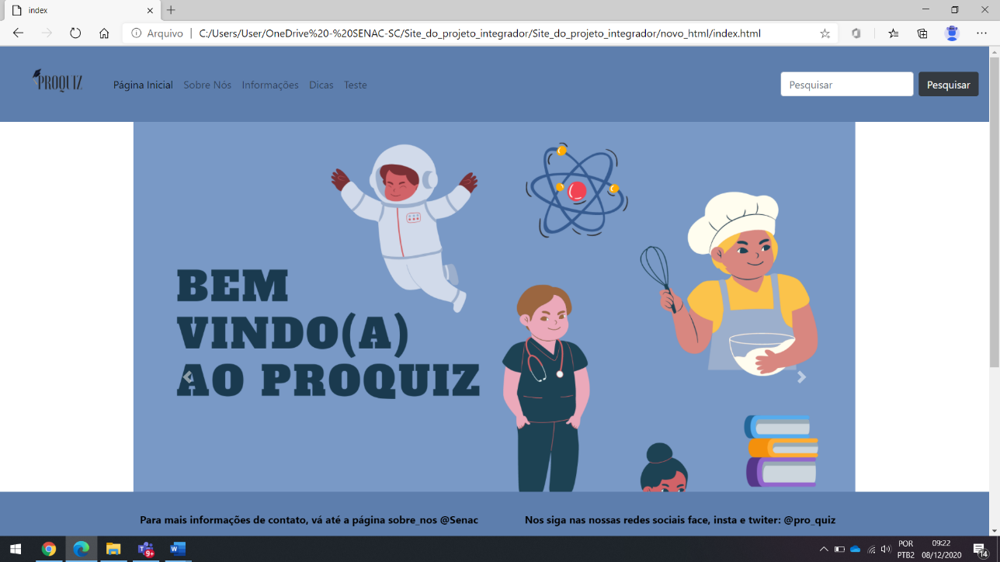 index
Arquivo | C:/Users/User/OneDrive%20-%20SENAC-SC/Site_do_projeto_integrador/Site_do_projeto_integrador/novo_html/index.html
PROQUIZ
Página Inicial Sobre Nós Informações Dicas Teste
Pesquisar Pesquisar
BEM
VINDO(A)
AO PROQUIZ
Para mais informações de contato, vá até a página sobre_nos @Senac
Nos siga nas nossas redes sociais face, insta e twiter: @pro_quiz
9+
POR
PTB2
09:22
08/12/2020
14